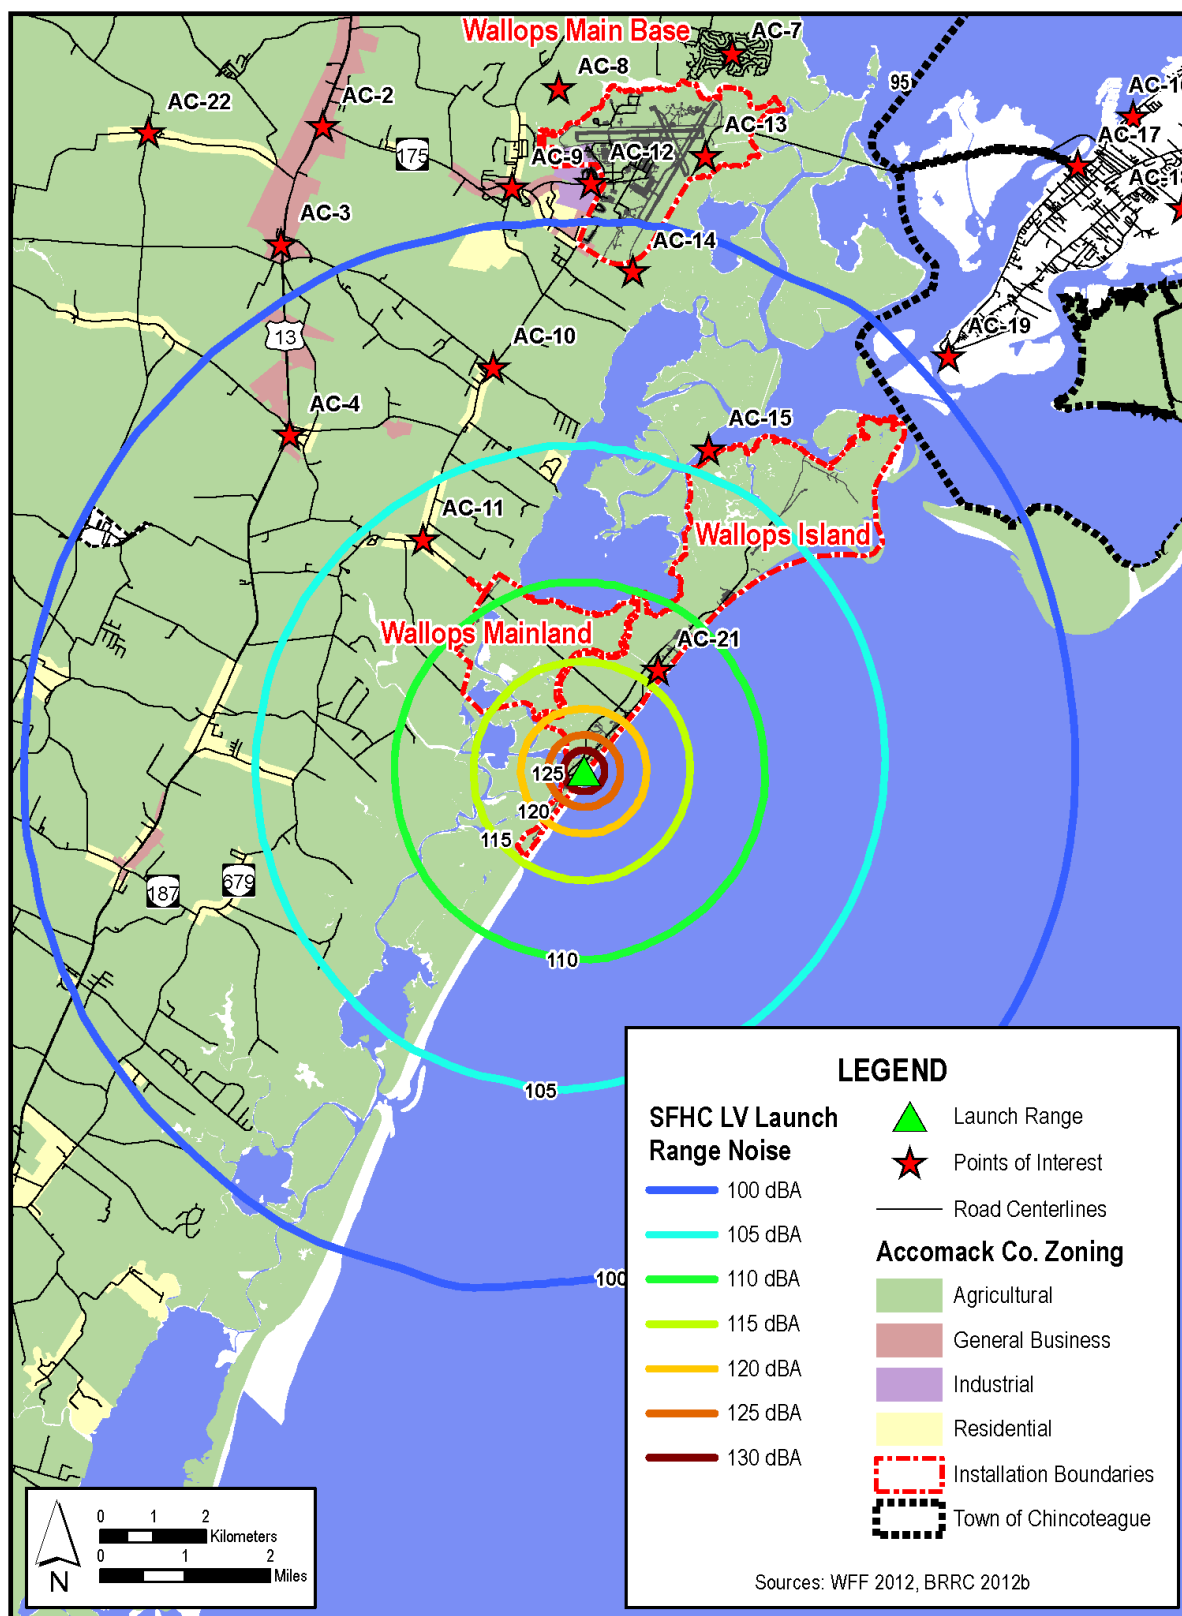 Wallops Main Base
AC-7
AC-8
AC-22
AC-2
AC-13
95
AC-17
175
AC-9
AC-12
AC-3
AC-14
13
AC-10
AC-19
AC-4
AC-15
AC-11
Wallops Island
Wallops Mainland
AC-21
125
120
115
187
679
110
105
100
LEGEND
SFHC LV Launch
Range Noise
100 dBA
105 dBA
110 dBA
115 dBA
120 dBA
125 dBA
130 dBA
Launch Range
Points of Interest
Road Centerlines
Accomack Co. Zoning
Agricultural
General Business
Industrial
Residential
Installation Boundaries
Town of Chincoteague
Sources: WFF 2012, BRRC 2012b
N
0 1 2
Kilometers
0 1 2
Miles